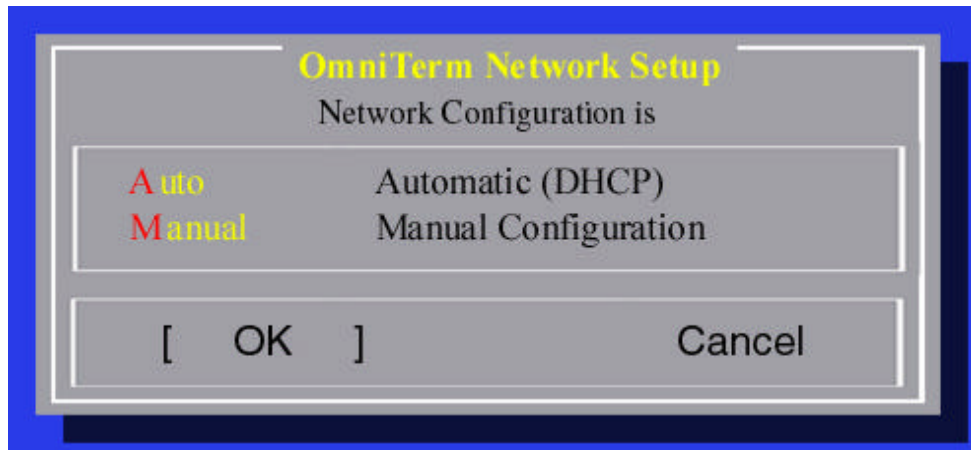 OmniTerm Network Setup
Network Configuration is
Auto Automatic (DHCP)
Manual Manual Configuration
[ OK ] Cancel